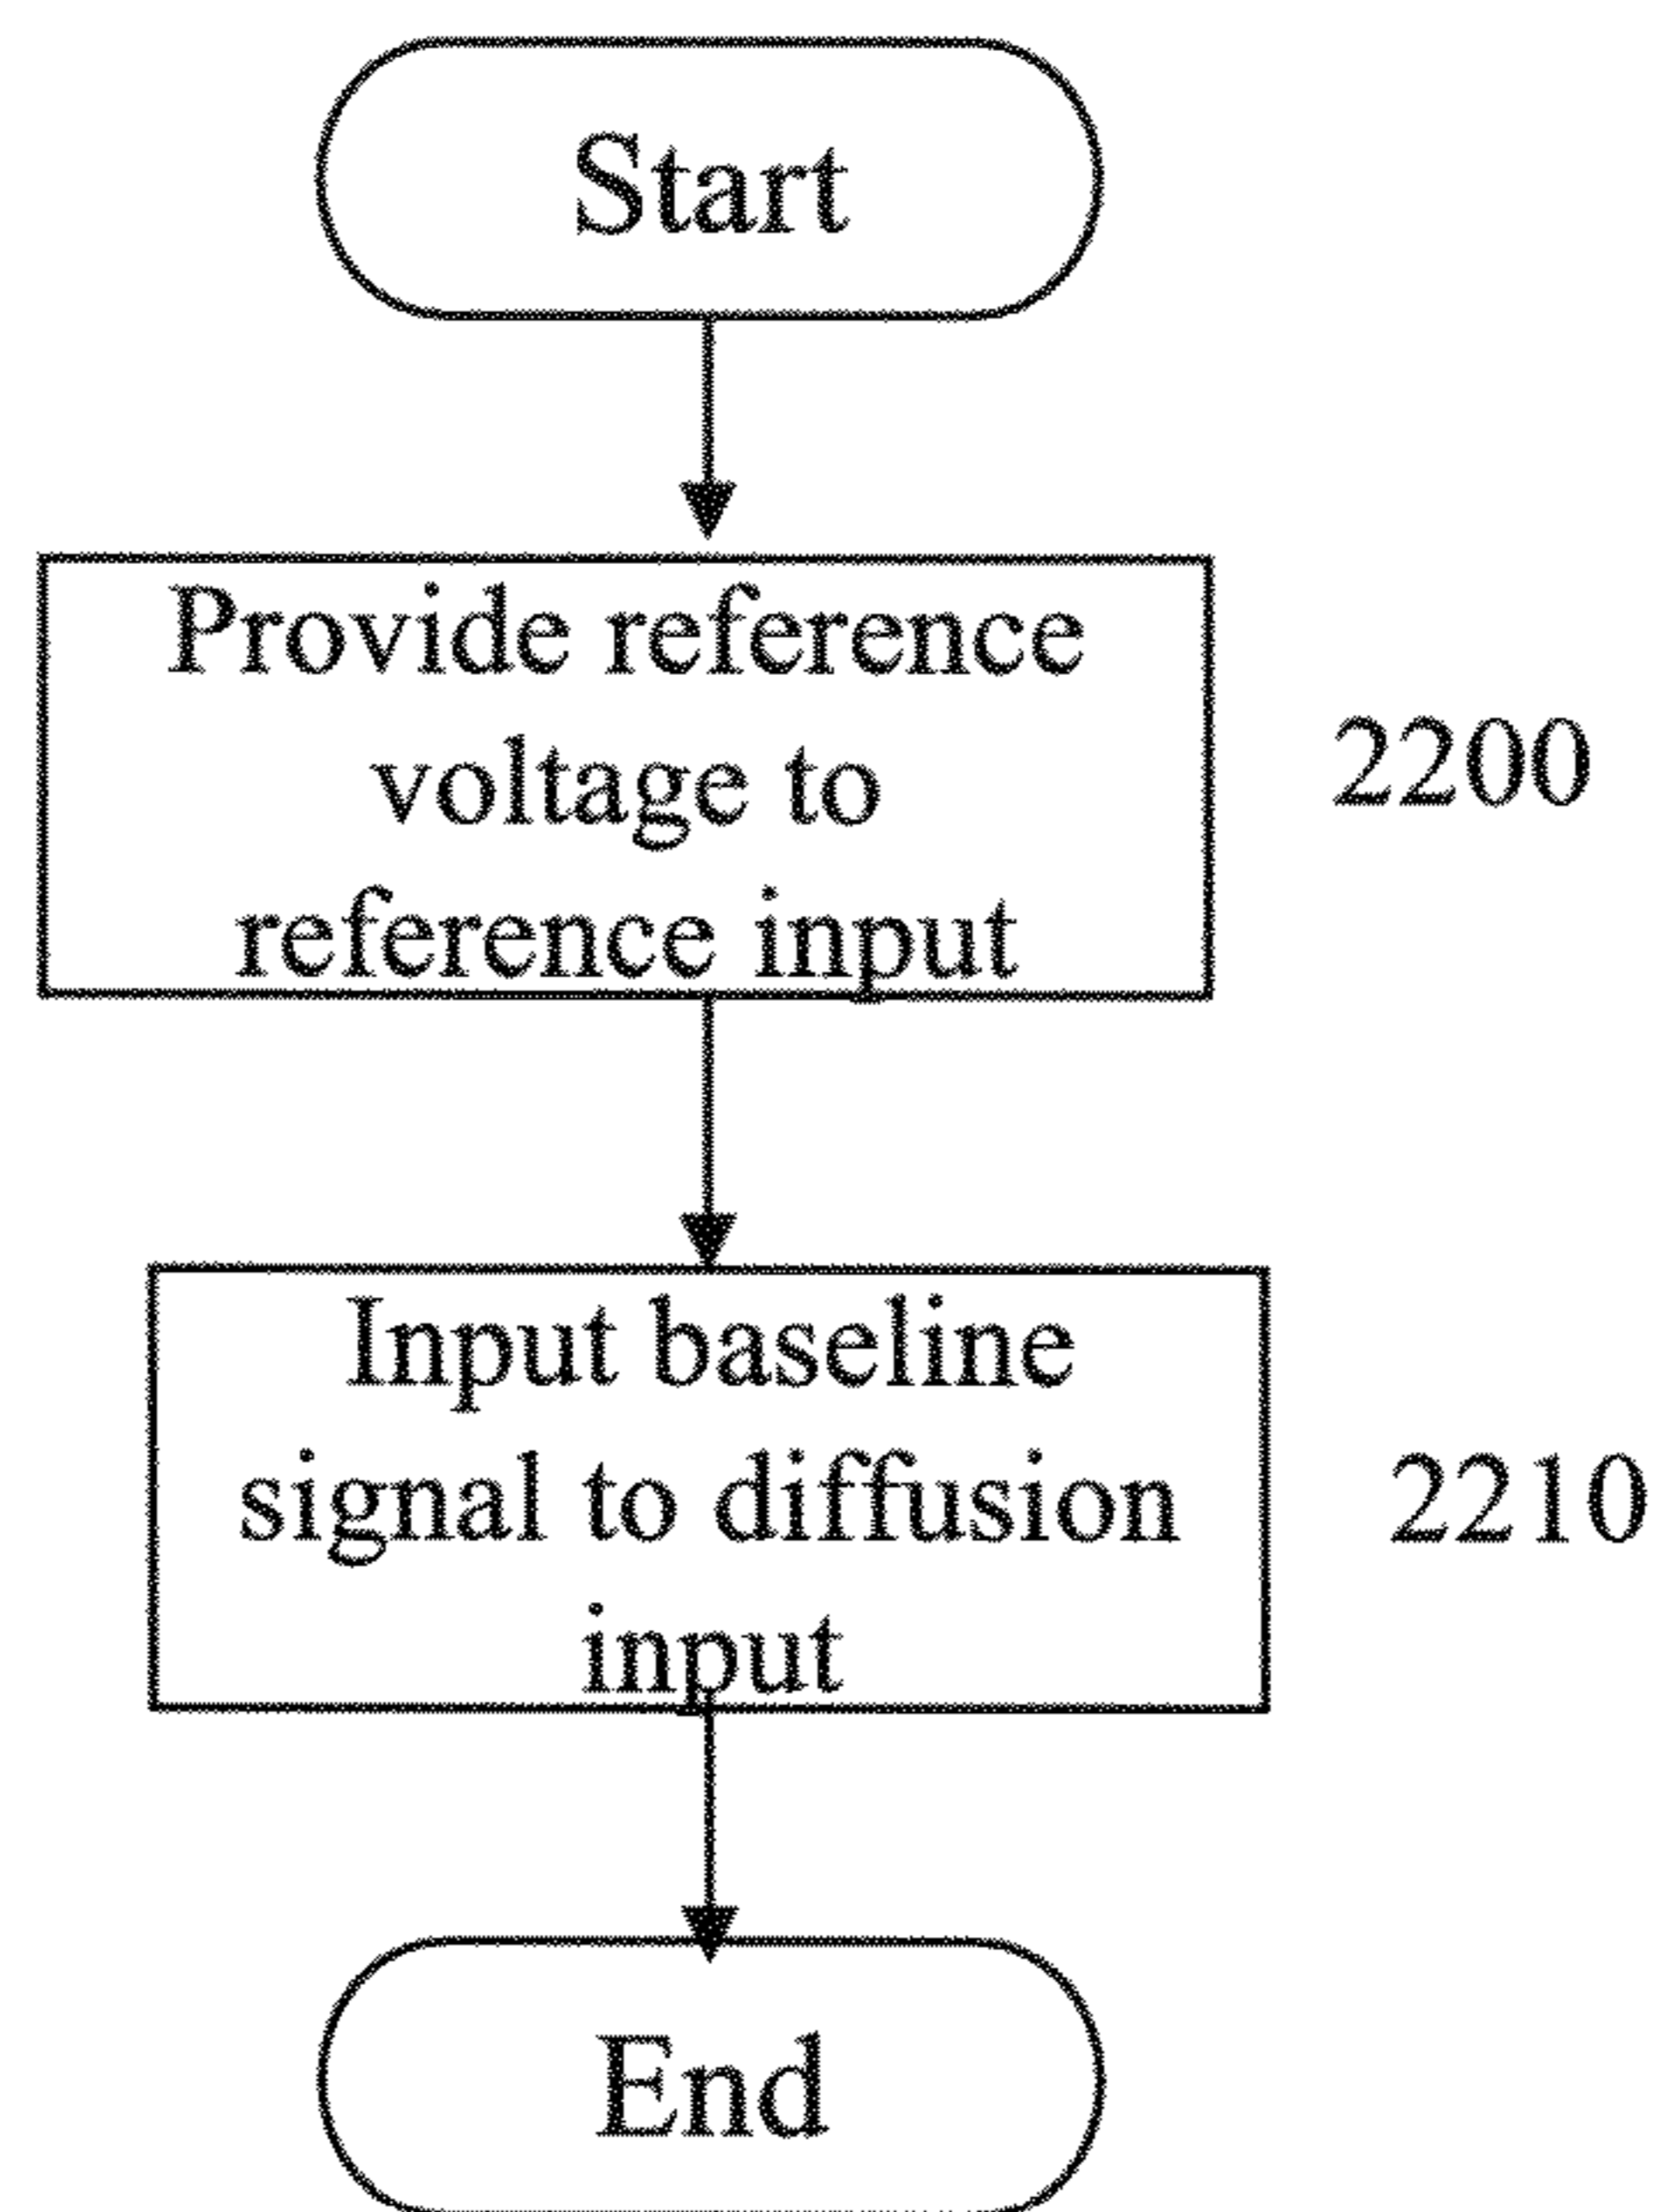 Start
Provide reference
voltage to
reference input
2200
Input baseline
signal to diffusion
input
2210
End